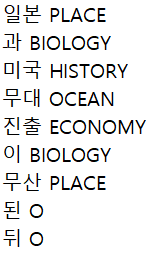 일본 PLACE
과 BIOLOGY
미국 HISTORY
무대 OCEAN
진출 ECONOMY
이 BIOLOGY
무산 PLACE
된 O
뒤 O